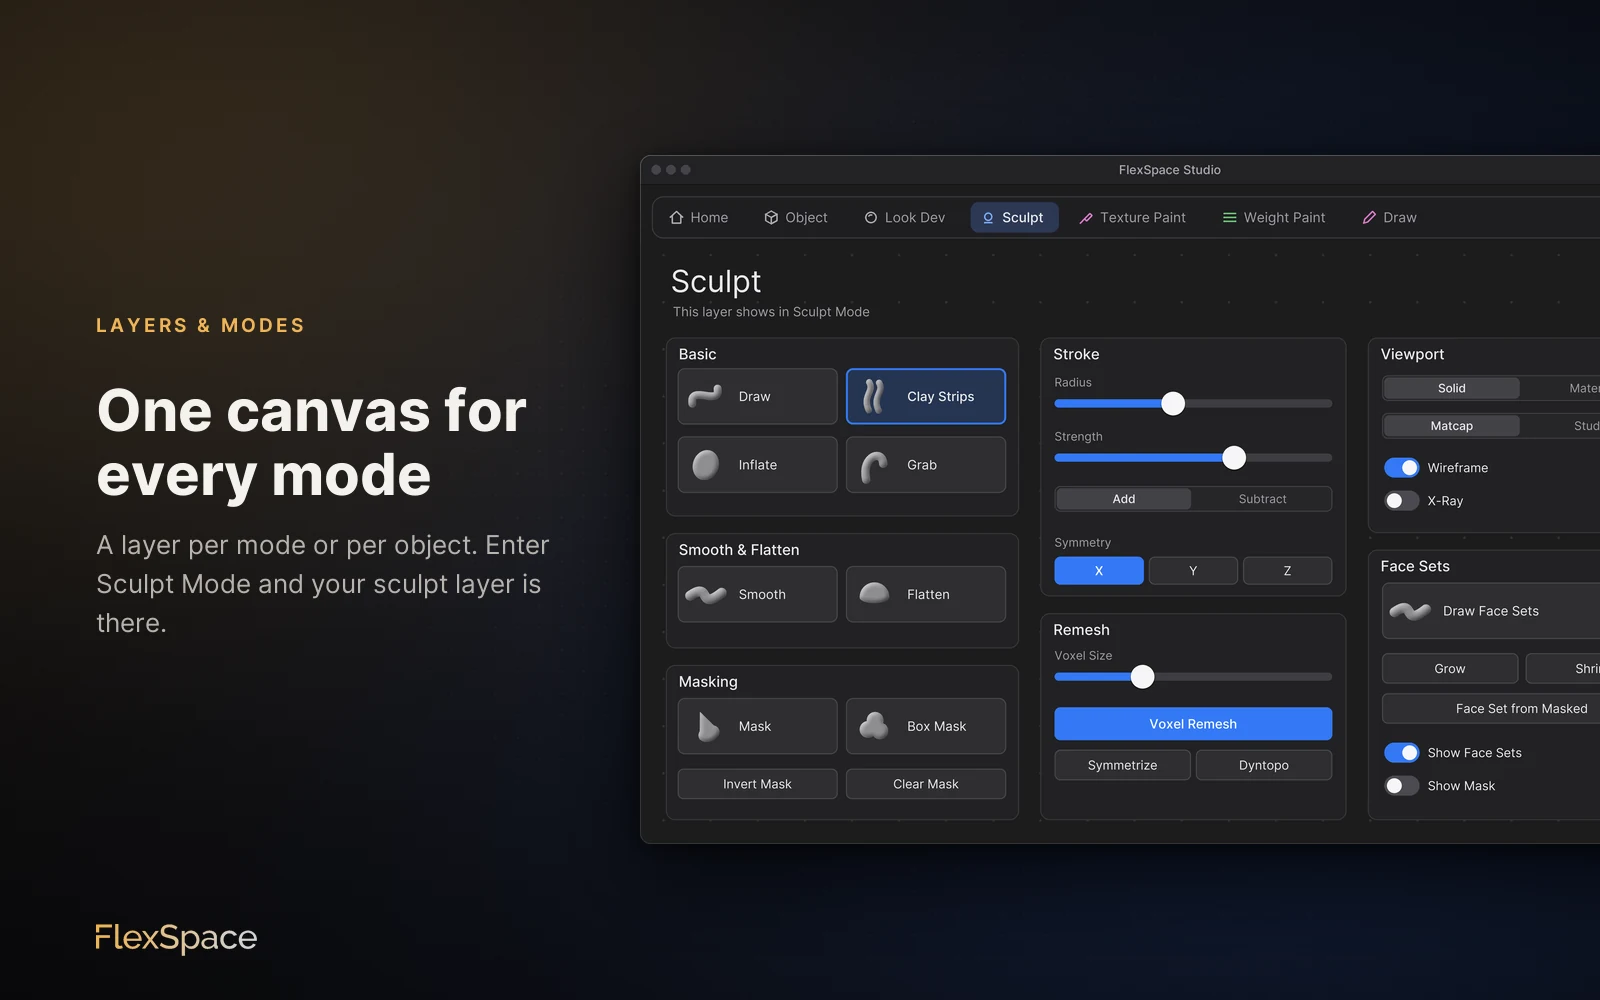 LAYERS & MODES
One canvas for
every mode
A layer per mode or per object. Enter
Sculpt Mode and your sculpt layer is
there.
FlexSpace
FlexSpace Studio
Home Object Look Dev Sculpt Texture Paint Weight Paint Draw
Sculpt
This layer shows in Sculpt Mode
Basic
Draw Clay Strips
Inflate Grab
Smooth & Flatten
Smooth Flatten
Masking
Mask Box Mask
Invert Mask Clear Mask
Stroke
Radius
Strength
Add Subtract
Symmetry
X Y Z
Remesh
Voxel Size
Voxel Remesh
Symmetrize Dyntopo
Viewport
Solid Mater
Matcap Stud
Wireframe
X-Ray
Face Sets
Draw Face Sets
Grow Shri
Face Set from Masked
Show Face Sets
Show Mask